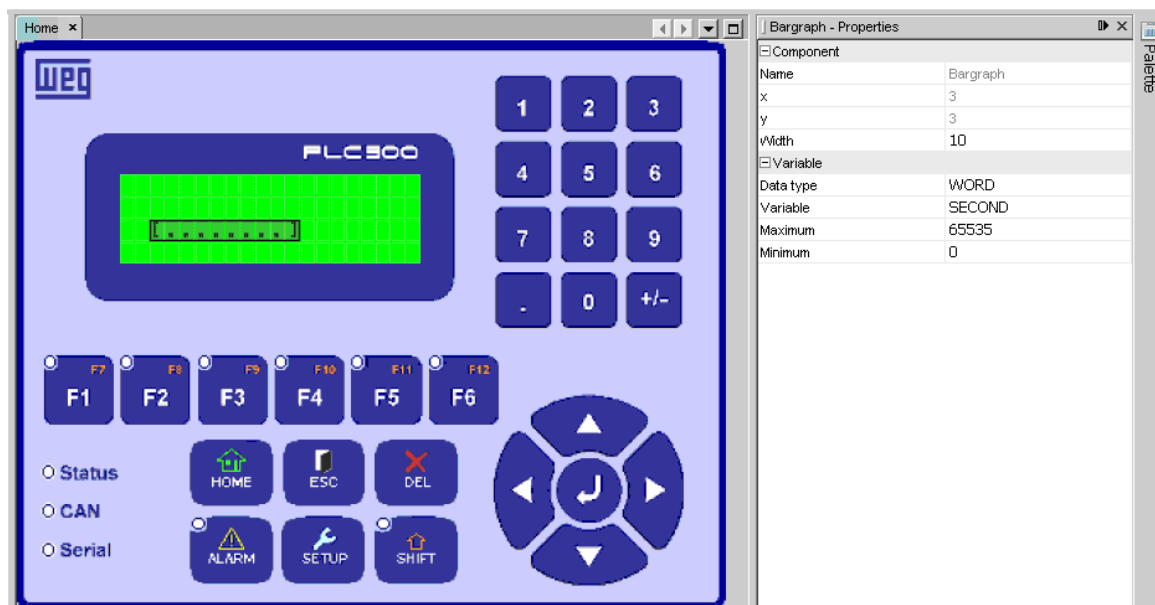 Home
Bargraph - Properties
Palette
weg
PLC300
1 2 3
4 5 6
7 8 9
. 0 +/-
F7 F8 F9 F10 F11 F12
F1 F2 F3 F4 F5 F6
Status
CAN
Serial
HOME ESC DEL
ALARM SETUP SHIFT
Component
Name Bargraph
x 3
y 3
Width 10
Variable
Data type WORD
Variable SECOND
Maximum 65535
Minimum 0